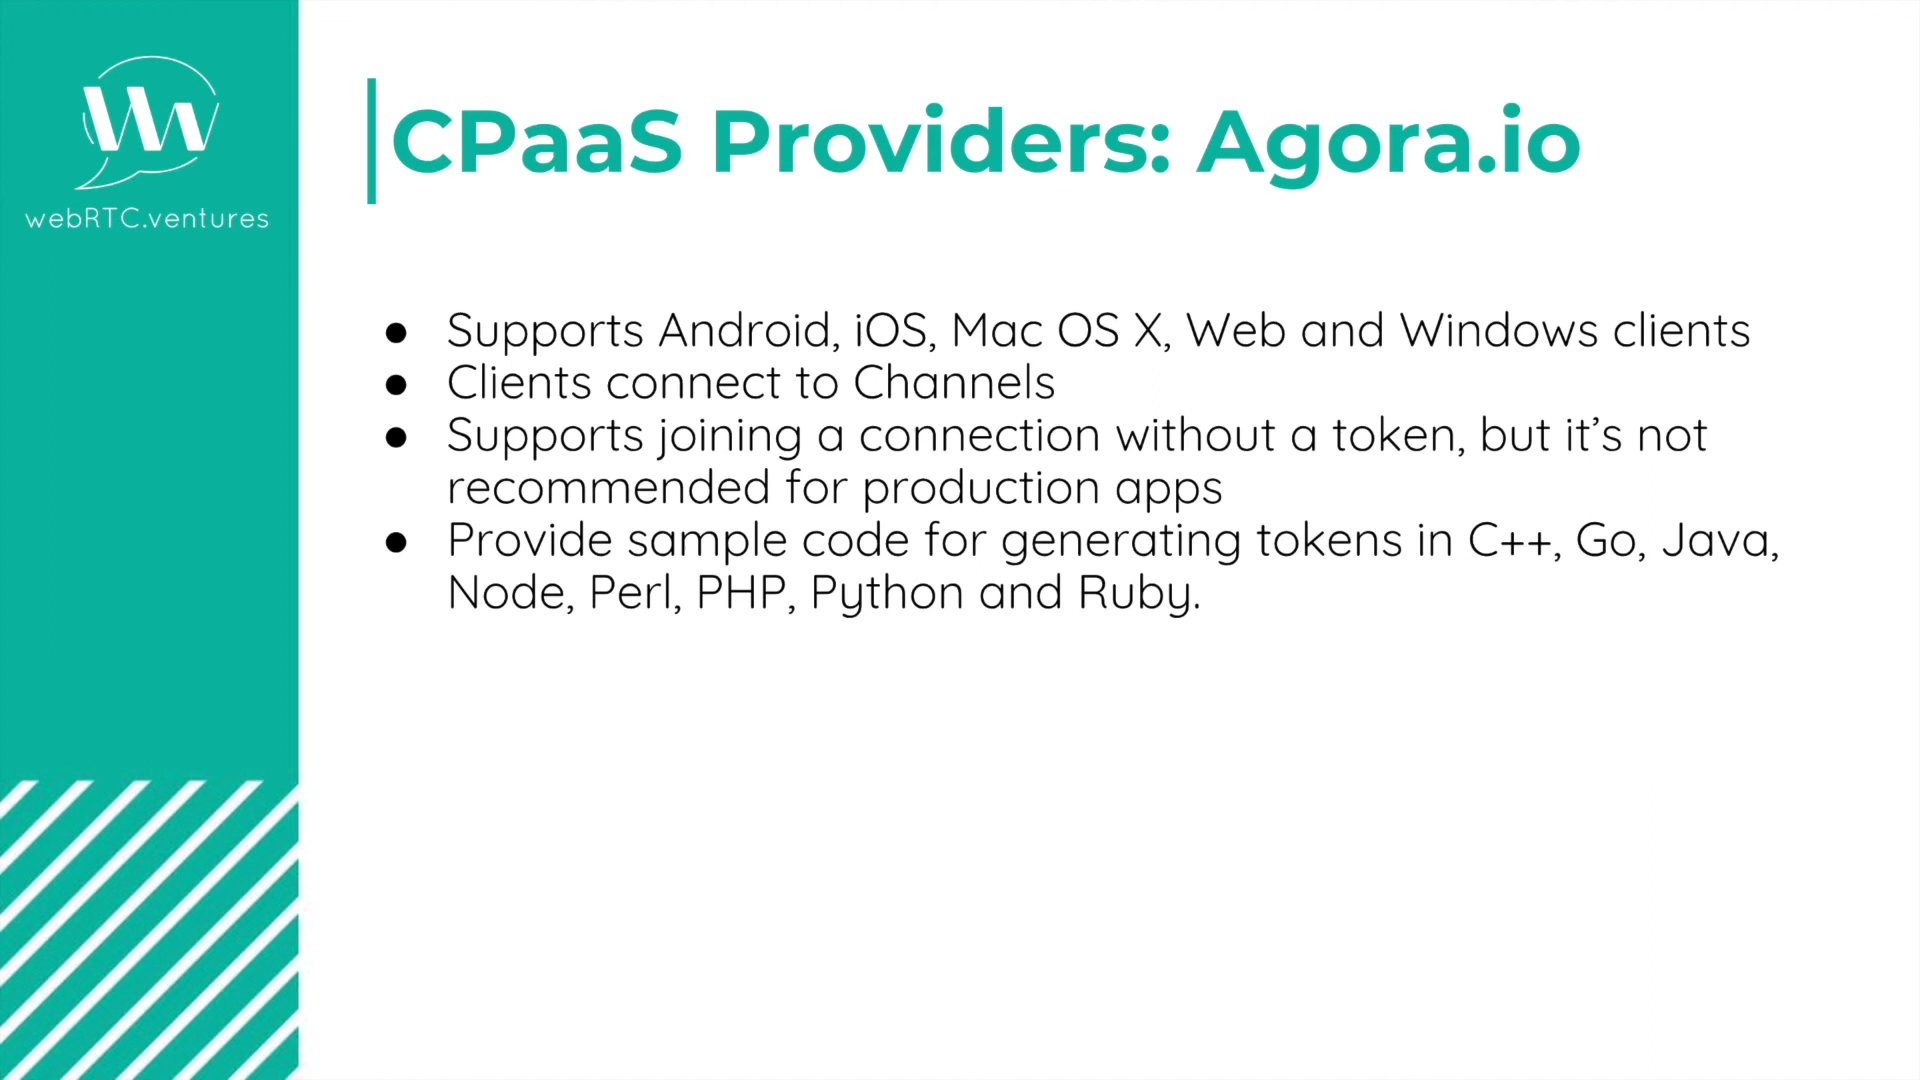 webRTC.ventures
CPaaS Providers: Agora.io
● Supports Android, iOS, Mac OS X, Web and Windows clients
● Clients connect to Channels
● Supports joining a connection without a token, but it’s not
recommended for production apps
● Provide sample code for generating tokens in C++, Go, Java,
Node, Perl, PHP, Python and Ruby.